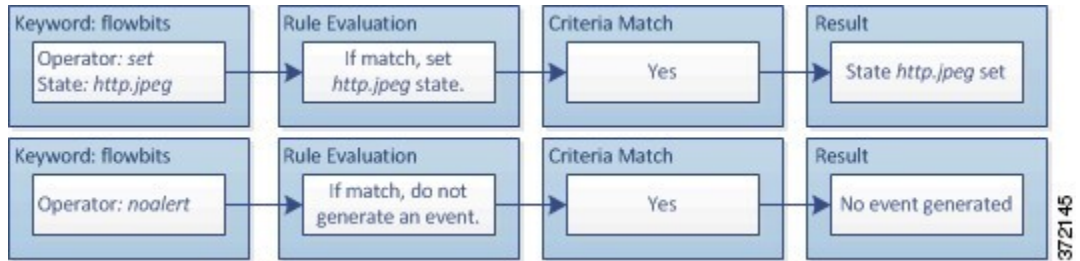 Keyword: flowbits
Operator: set
State: http.jpeg
Rule Evaluation
If match, set
http.jpeg state.
Criteria Match
Yes
Result
State http.jpeg set
Keyword: flowbits
Operator: noalert
Rule Evaluation
If match, do not
generate an event.
Criteria Match
Yes
Result
No event generated
372145